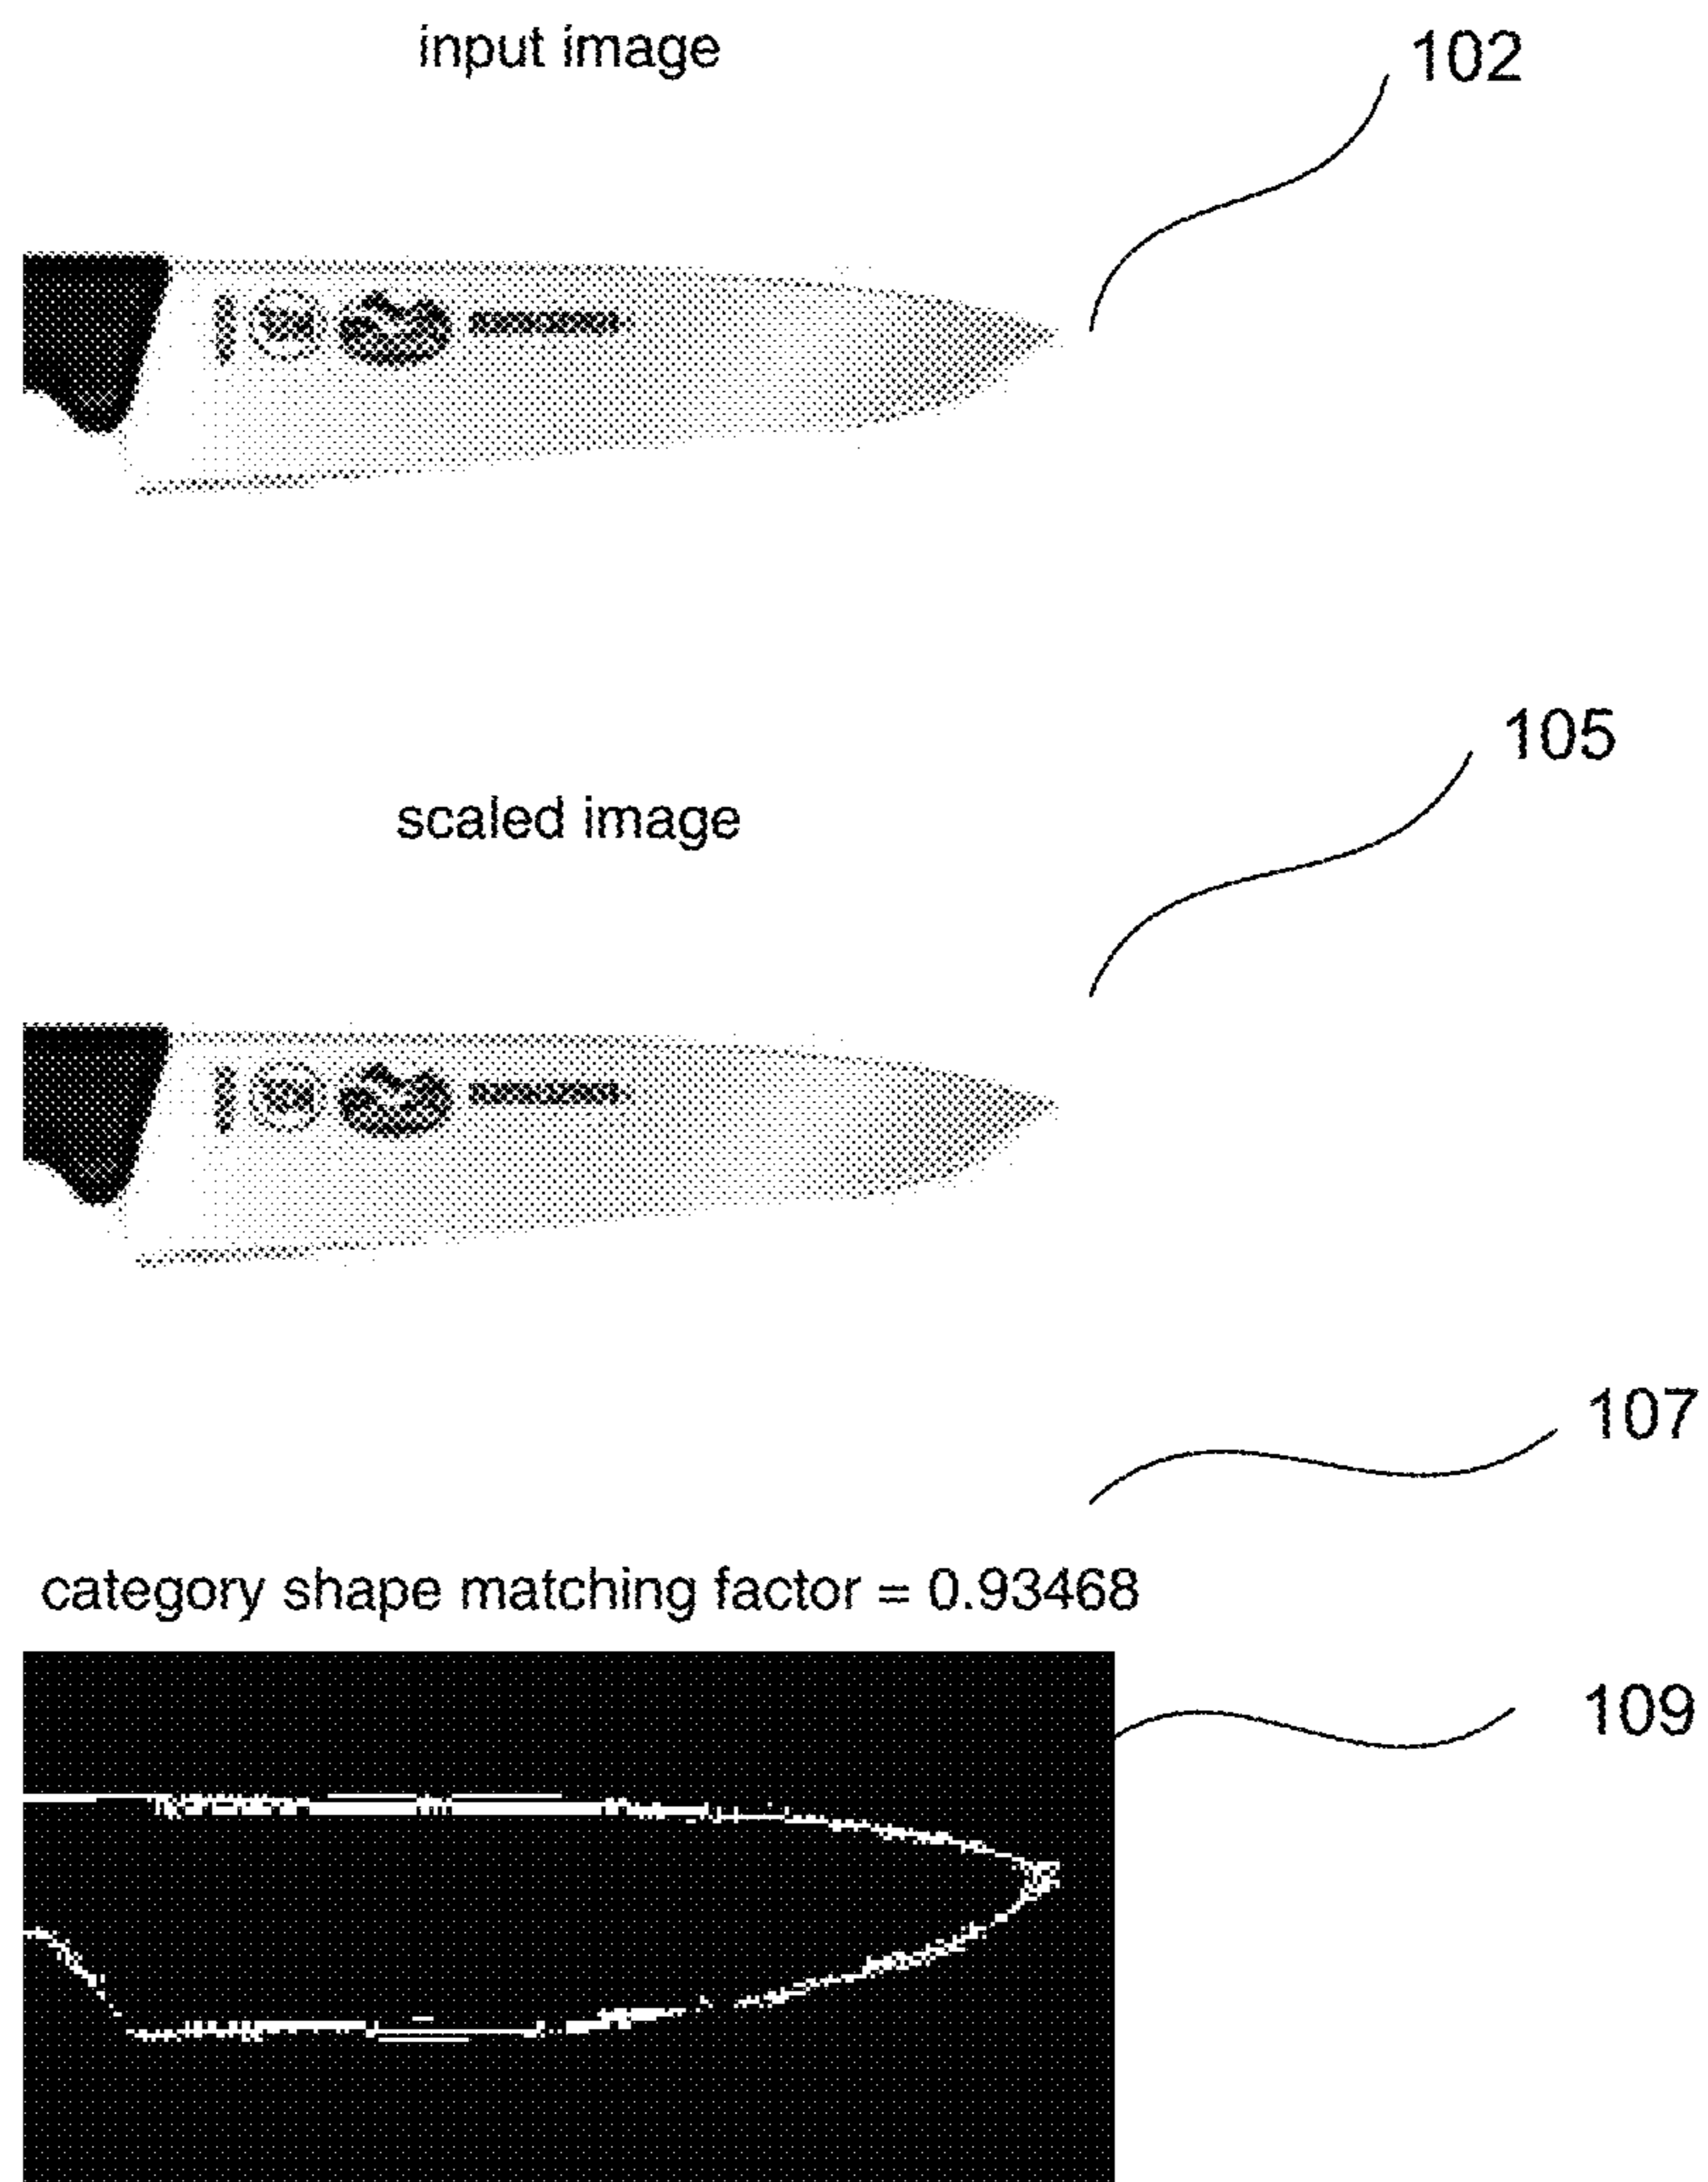 input image
102
105
scaled image
107
category shape matching factor = 0.93468
109